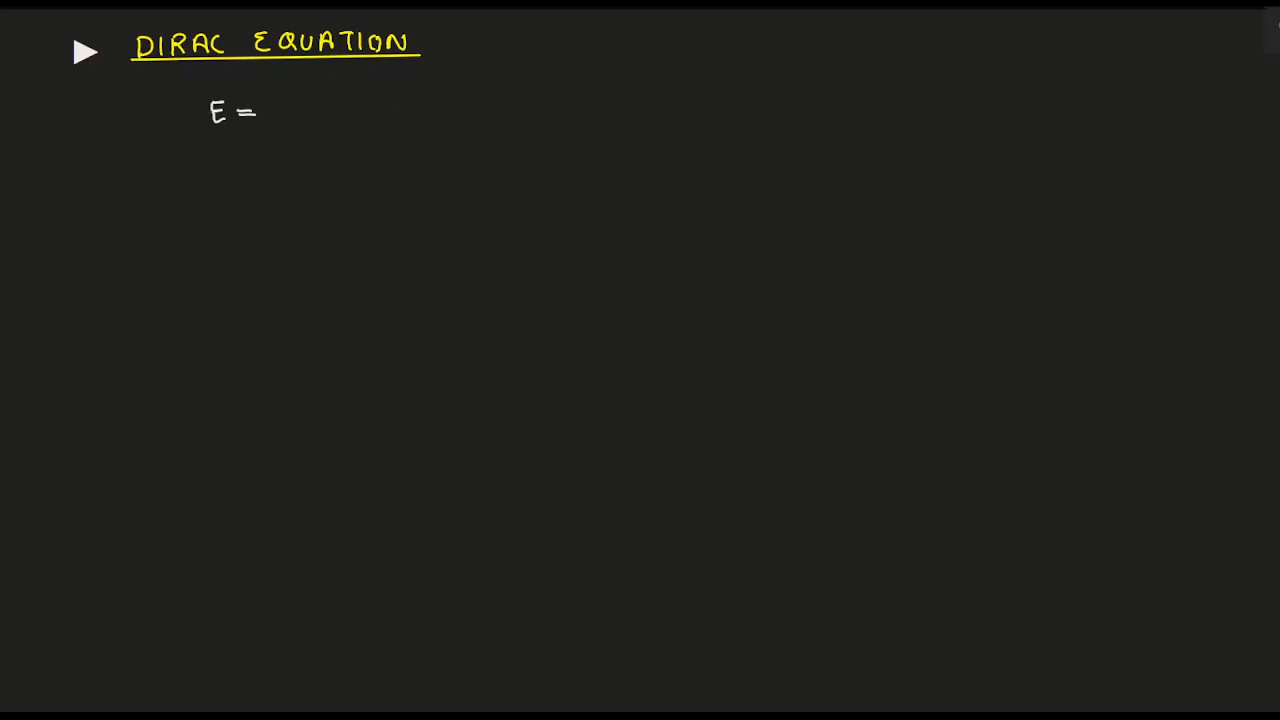 DIRAC EQUATION
E =